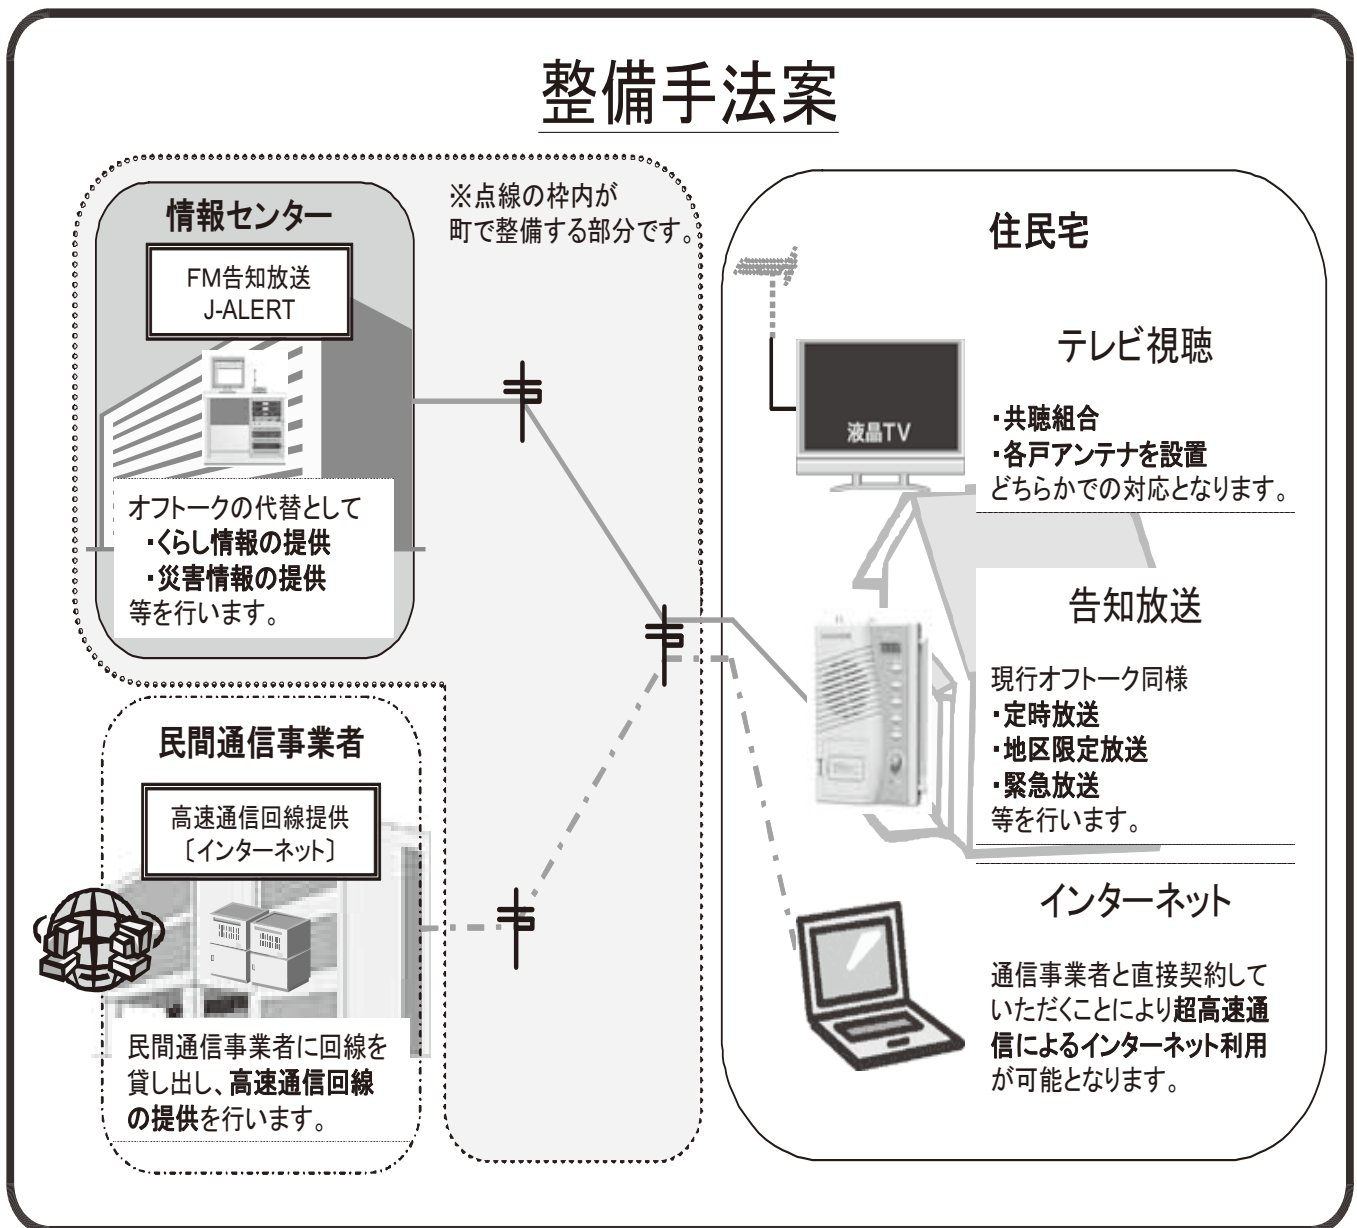 整備手法案
※点線の枠内が
町で整備する部分です。
情報センター
FM告知放送
J-ALERT
オフトークの代替として
・くらし情報の提供
・災害情報の提供
等を行います。
民間通信事業者
高速通信回線提供
〔インターネット〕
民間通信事業者に回線を
貸し出し、高速通信回線
の提供を行います。
住民宅
テレビ視聴
液晶TV
・共聴組合
・各戸アンテナを設置
どちらかでの対応となります。
告知放送
現行オフトーク同様
・定時放送
・地区限定放送
・緊急放送
等を行います。
インターネット
通信事業者と直接契約して
いただくことにより超高速通
信によるインターネット利用
が可能となります。